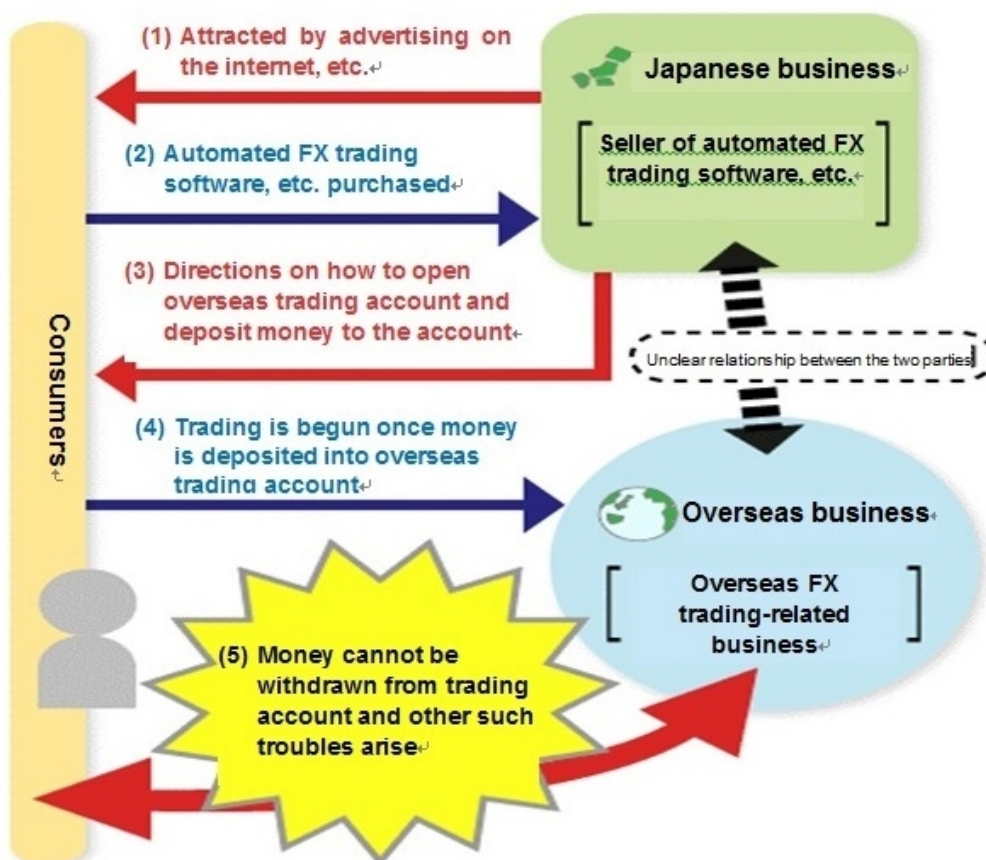 (1) Attracted by advertising on
the internet, etc.↵
Japanese business↵
Seller of automated FX
trading software, etc.↵
(2) Automated FX trading
software, etc. purchased↵
(3) Directions on how to open
overseas trading account and
deposit money to the account↵
Unclear relationship between the two parties
Consumers↵
(4) Trading is begun once money
is deposited into overseas
trading account↵
Overseas business↵
Overseas FX
trading-related
business↵
(5) Money cannot be
withdrawn from trading
account and other such
troubles arise↵